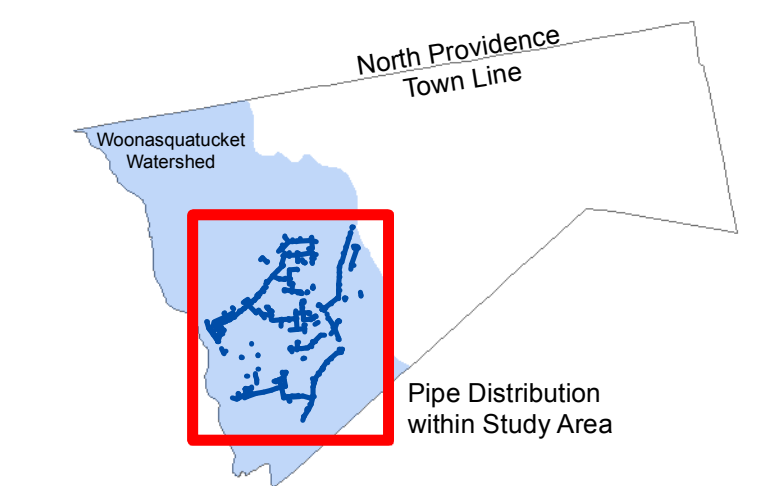 North Providence
Town Line
Woonasquatucket
Watershed
Pipe Distribution
within Study Area